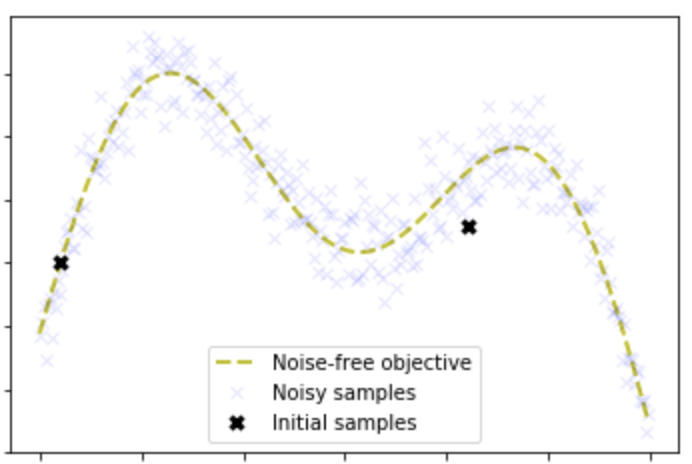 Noise-free objective
Noisy samples
Initial samples